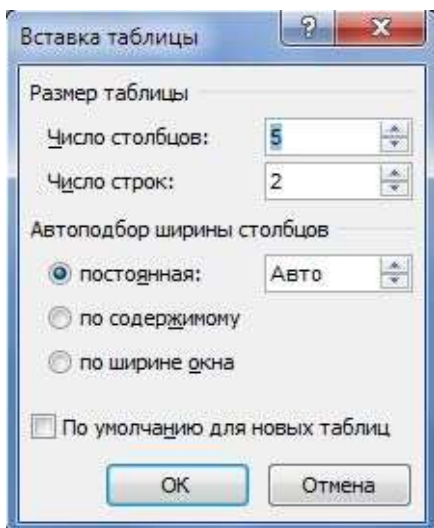 Вставка таблицы
Размер таблицы
Число столбцов: 5
Число строк: 2
Автоподбор ширины столбцов
постоянная: Авто
по содержимому
по ширине окна
По умолчанию для новых таблиц
ОК Отмена